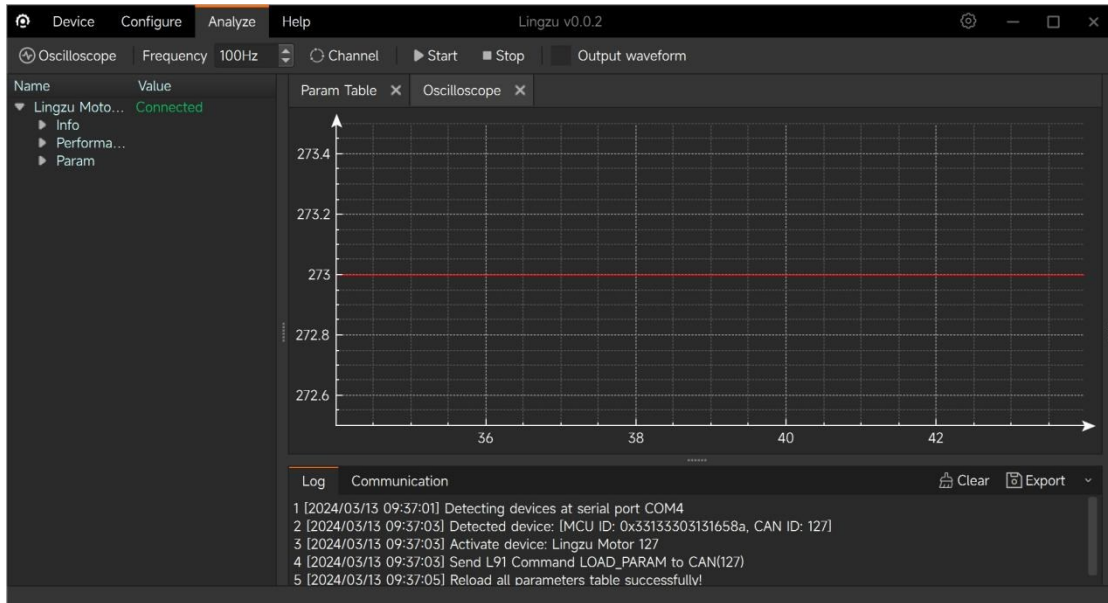 Device Configure Analyze Help Lingzu v0.0.2
Oscilloscope Frequency 100Hz Channel Start Stop Output waveform
Name Value
Lingzu Moto... Connected
Info
Performa...
Param
Param Table Oscilloscope
273.4
273.2
273
272.8
272.6
36 38 40 42
Log Communication Clear Export
1 [2024/03/13 09:37:01] Detecting devices at serial port COM4
2 [2024/03/13 09:37:03] Detected device: [MCU ID: 0x33133303131658a, CAN ID: 127]
3 [2024/03/13 09:37:03] Activate device: Lingzu Motor 127
4 [2024/03/13 09:37:03] Send L91 Command LOAD_PARAM to CAN(127)
5 [2024/03/13 09:37:05] Reload all parameters table successfully!